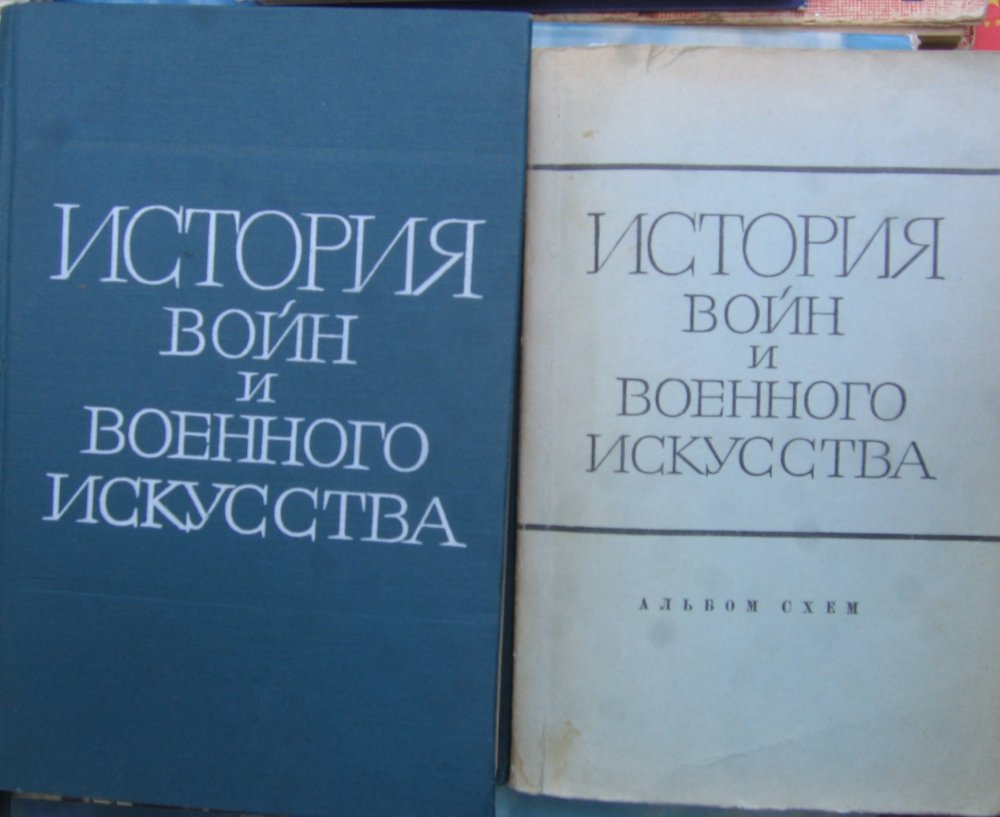 ИСТОРИЯ
ВОЙН
И
ВОЕННОГО
ИСКУССТВА
ИСТОРИЯ
ВОЙН
И
ВОЕННОГО
ИСКУССТВА
АЛЬБОМ СХЕМ